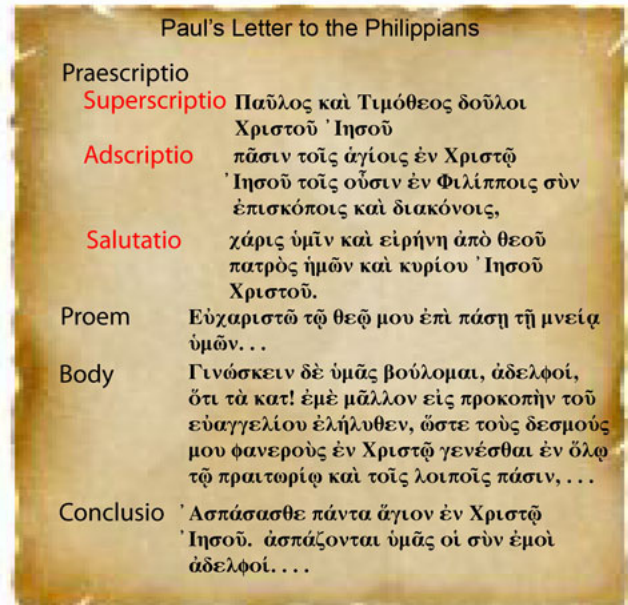 Paul's Letter to the Philippians
Praescriptio
Superscriptio Παῦλος καὶ Τιμόθεος δοῦλοι
Χριστοῦ Ἰησοῦ
Adscriptio πᾶσιν τοῖς ἁγίοις ἐν Χριστῷ
Ἰησοῦ τοῖς οὖσιν ἐν Φιλίπποις σὺν
ἐπισκόποις καὶ διακόνοις,
Salutatio χάρις ὑμῖν καὶ εἰρήνη ἀπὸ θεοῦ
πατρὸς ἡμῶν καὶ κυρίου Ἰησοῦ
Χριστοῦ.
Proem Εὐχαριστῶ τῷ θεῷ μου ἐπὶ πάσῃ τῇ μνείᾳ
ὑμῶν. . .
Body Γινώσκειν δὲ ὑμᾶς βούλομαι, ἀδελφοί,
ὅτι τὰ κατ! ἐμὲ μᾶλλον εἰς προκοπὴν τοῦ
εὐαγγελίου ἐλήλυθεν, ὥστε τοὺς δεσμούς
μου φανεροὺς ἐν Χριστῷ γενέσθαι ἐν ὅλῳ
τῷ πραιτωρίῳ καὶ τοῖς λοιποῖς πάσιν, . . .
Conclusio Ἀσπάσασθε πάντα ἅγιον ἐν Χριστῷ
Ἰησοῦ. ἀσπάζονται ὑμᾶς οἱ σὺν ἐμοὶ
ἀδελφοί. . . .